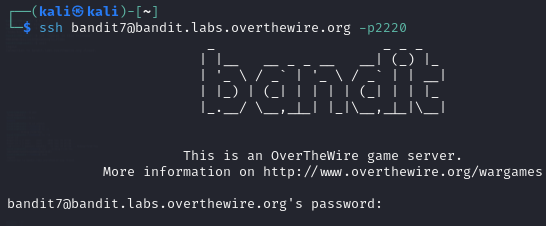 (kali㉿kali)-[~]
$ ssh bandit7@bandit.labs.overthewire.org -p2220
bandit
This is an OverTheWire game server.
More information on http://www.overthewire.org/wargames
bandit7@bandit.labs.overthewire.org's password: